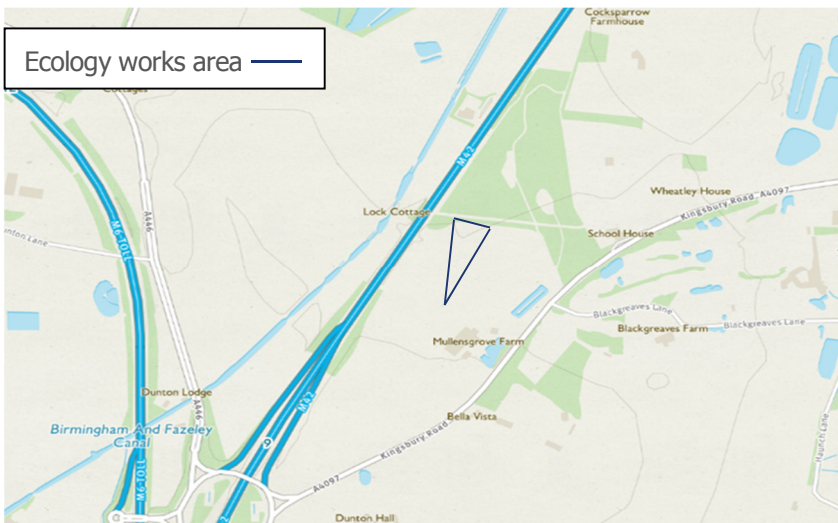 Cocksparrow
Farmhouse
Ecology works area
Cottages
M42
Wheatley House
Kingsbury Road A4097
Lock Cottage
A446
M6-TOLL
School House
Blackgreaves Lane
Blackgreaves Farm
Blackgreaves Lane
Mullensgrove Farm
Dunton Lodge
M42
A446
Bella Vista
Birmingham And Fazeley
Canal
Kingsbury Road
Haunch Lane
A4097
M6-TOLL
Dunton Hall